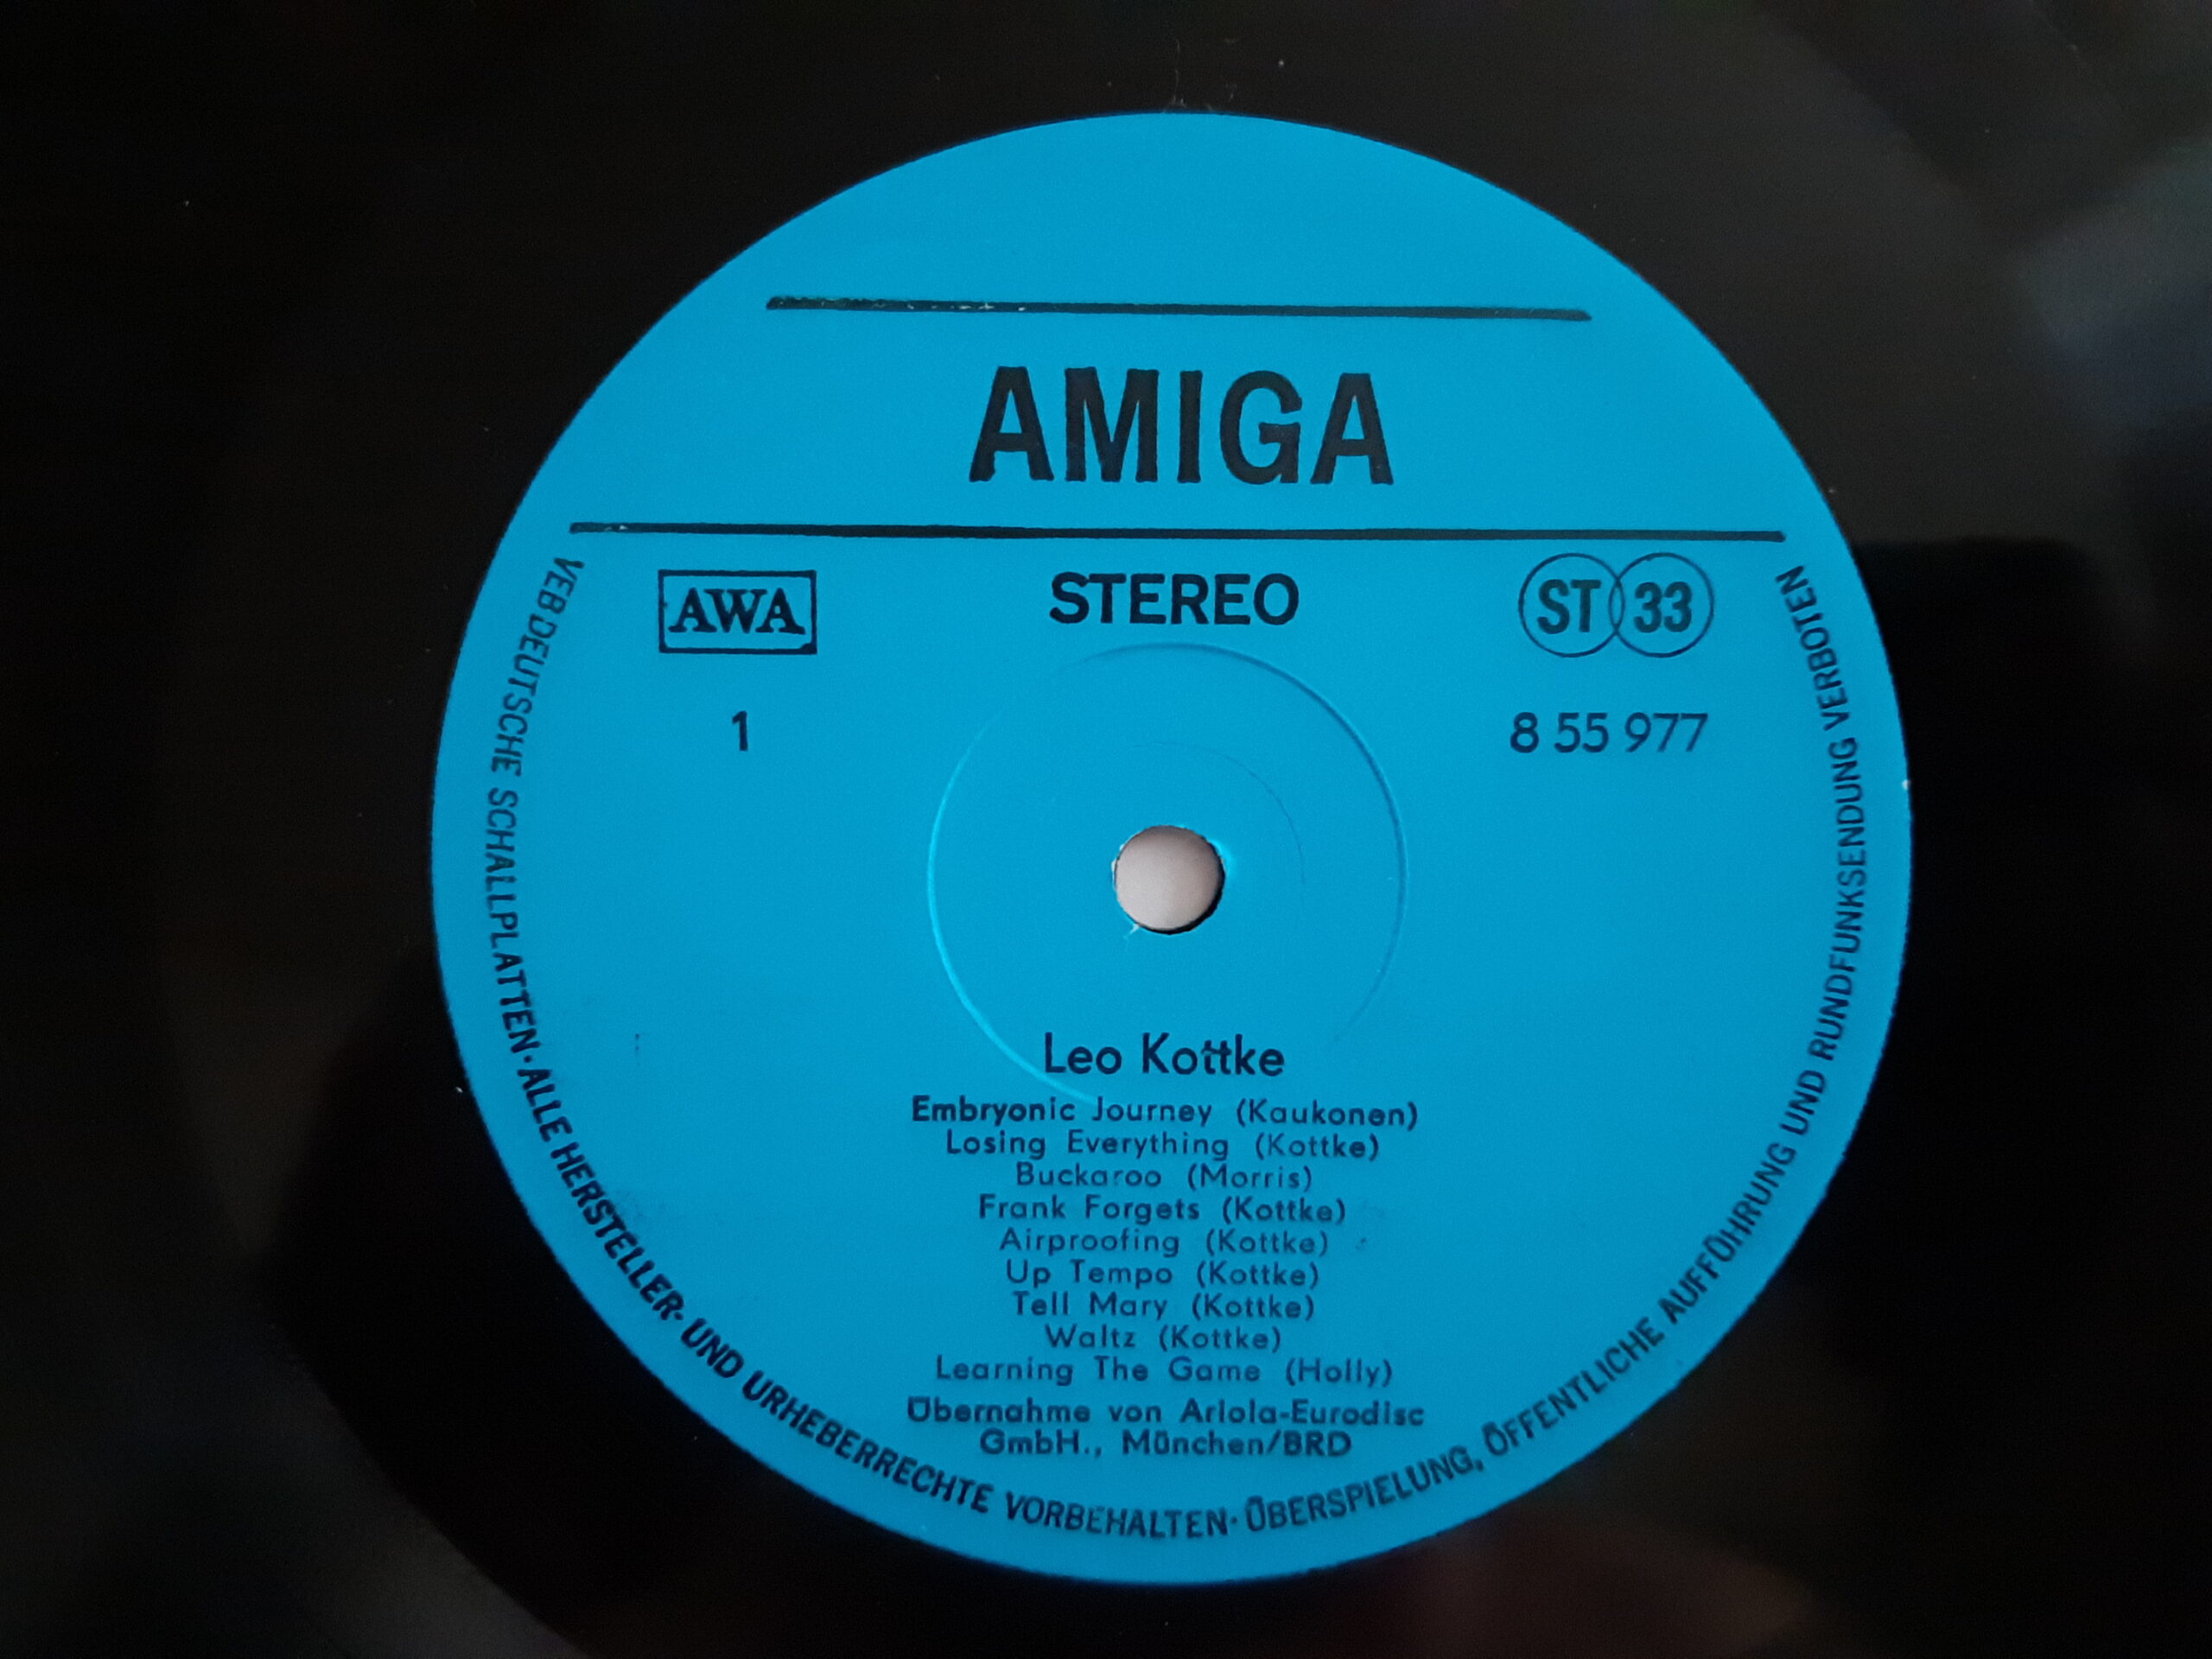 AMIGA
AWA STEREO ST 33
1 8 55 977
Leo Kottke
Embryonic Journey (Kaukonen)
Losing Everything (Kottke)
Buckaroo (Morris)
Frank Forgets (Kottke)
Airproofing (Kottke)
Up Tempo (Kottke)
Tell Mary (Kottke)
Waltz (Kottke)
Learning The Game (Holly)
Übernahme von Ariola-Eurodisc
GmbH., München/BRD
VEB DEUTSCHE SCHALLPLATTEN· ALLE HERSTELLER- UND URHEBERRECHTE VORBEHALTEN· ÜBERSPIELUNG, ÖFFENTLICHE AUFFÜHRUNG UND RUNDFUNKSENDUNG VERBOTEN